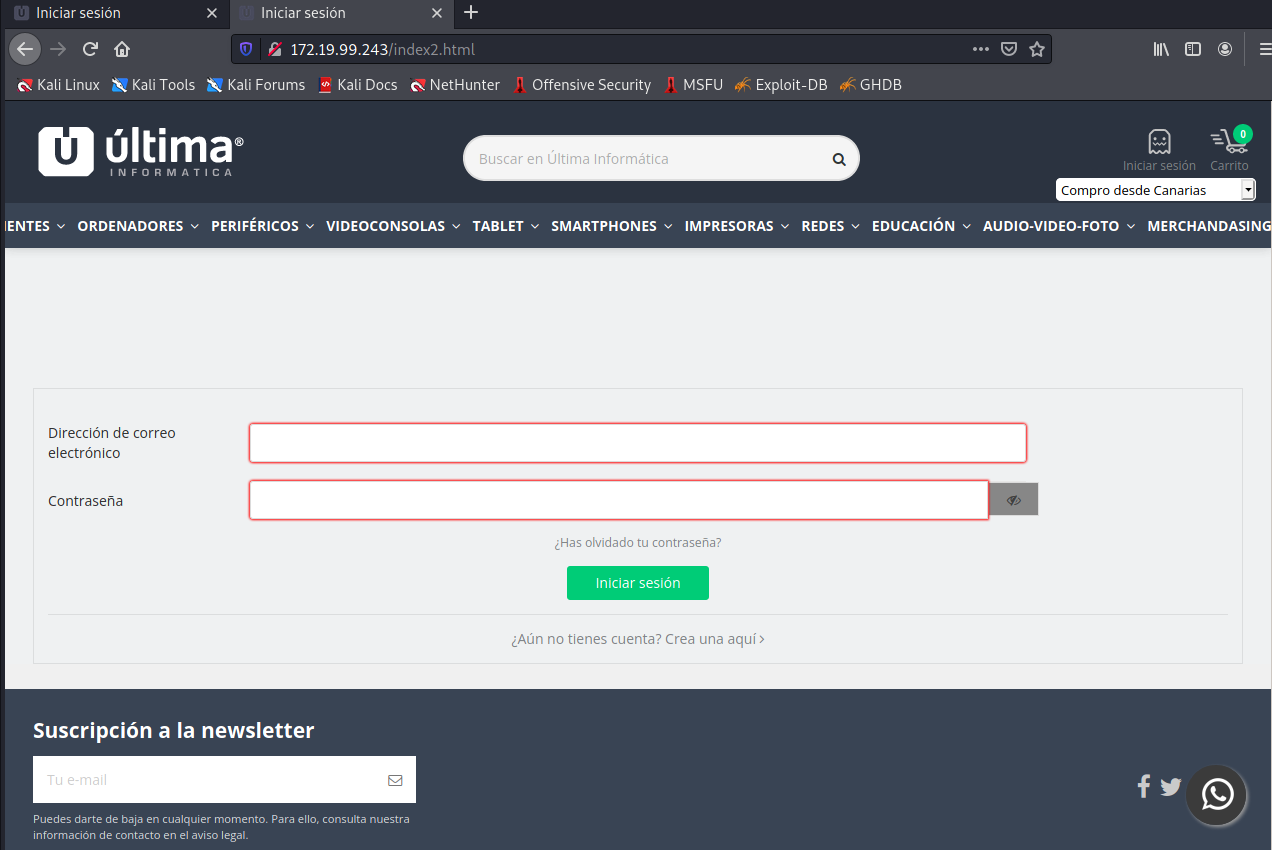 Iniciar sesión
Iniciar sesión
172.19.99.243/index2.html
Kali Linux Kali Tools Kali Forums Kali Docs NetHunter Offensive Security MSFU Exploit-DB GHDB
última®
INFORMATICA
Buscar en Última Informática
0
Iniciar sesión Carrito
Compro desde Canarias
IENTES ORDENADORES PERIFÉRICOS VIDEOCONSOLAS TABLET SMARTPHONES IMPRESORAS REDES EDUCACIÓN AUDIO-VIDEO-FOTO MERCHANDASING
Dirección de correo
electrónico
Contraseña
¿Has olvidado tu contraseña?
Iniciar sesión
¿Aún no tienes cuenta? Crea una aquí
Suscripción a la newsletter
Tu e-mail
Puedes darte de baja en cualquier momento. Para ello, consulta nuestra
información de contacto en el aviso legal.